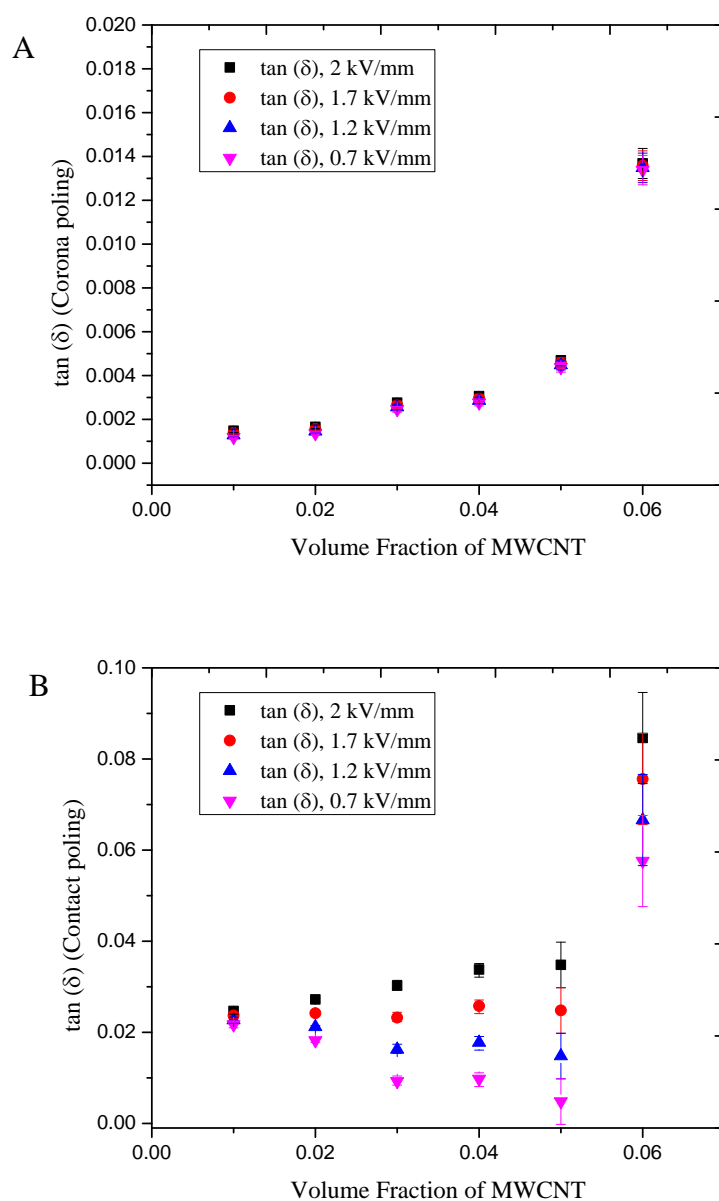 A
0.020
0.018
0.016
0.014
0.012
0.010
0.008
0.006
0.004
0.002
0.000
tan (δ) (Corona poling)
tan (δ), 2 kV/mm
tan (δ), 1.7 kV/mm
tan (δ), 1.2 kV/mm
tan (δ), 0.7 kV/mm
0.00 0.02 0.04 0.06
Volume Fraction of MWCNT
B
0.10
0.08
0.06
0.04
0.02
0.00
tan (δ) (Contact poling)
tan (δ), 2 kV/mm
tan (δ), 1.7 kV/mm
tan (δ), 1.2 kV/mm
tan (δ), 0.7 kV/mm
0.00 0.02 0.04 0.06
Volume Fraction of MWCNT